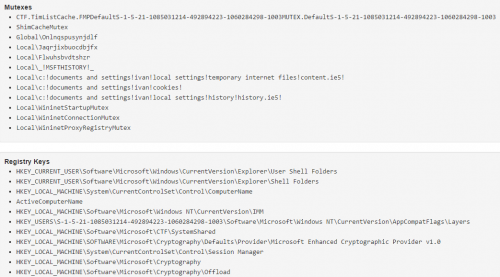 Mutexes
CTF.TimListCache.FMPDefaultS-1-5-21-1085031214-492894223-1060284298-1003MUTEX.DefaultS-1-5-21-1085031214-492894223-1060284298-1003
ShimCacheMutex
Global\Onlnqspusynjdlf
Local\Jaqrjixbuocdbjfx
Local\Flwuhsbvdtshzr
Local\_!MSFTHISTORY!_
Local\c:!documents and settings!ivan!local settings!temporary internet files!content.ie5!
Local\c:!documents and settings!ivan!cookies!
Local\c:!documents and settings!ivan!local settings!history!history.ie5!
Local\WininetStartupMutex
Local\WininetConnectionMutex
Local\WininetProxyRegistryMutex
Registry Keys
HKEY_CURRENT_USER\Software\Microsoft\Windows\CurrentVersion\Explorer\User Shell Folders
HKEY_CURRENT_USER\Software\Microsoft\Windows\CurrentVersion\Explorer\Shell Folders
HKEY_LOCAL_MACHINE\System\CurrentControlSet\Control\ComputerName
ActiveComputerName
HKEY_LOCAL_MACHINE\Software\Microsoft\Windows NT\CurrentVersion\IMM
HKEY_USERS\S-1-5-21-1085031214-492894223-1060284298-1003\Software\Microsoft\Windows NT\CurrentVersion\AppCompatFlags\Layers
HKEY_LOCAL_MACHINE\Software\Microsoft\CTF\SystemShared
HKEY_LOCAL_MACHINE\SOFTWARE\Microsoft\Cryptography\Defaults\Provider\Microsoft Enhanced Cryptographic Provider v1.0
HKEY_LOCAL_MACHINE\System\CurrentControlSet\Control\Session Manager
HKEY_LOCAL_MACHINE\Software\Microsoft\Cryptography
HKEY_LOCAL_MACHINE\Software\Microsoft\Cryptography\Offload